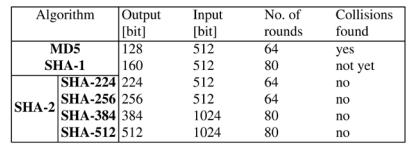 Algorithm Output Input No. of Collisions
[bit] [bit] rounds found
MD5 128 512 64 yes
SHA-1 160 512 80 not yet
SHA-2 SHA-224 224 512 64 no
SHA-256 256 512 64 no
SHA-384 384 1024 80 no
SHA-512 512 1024 80 no